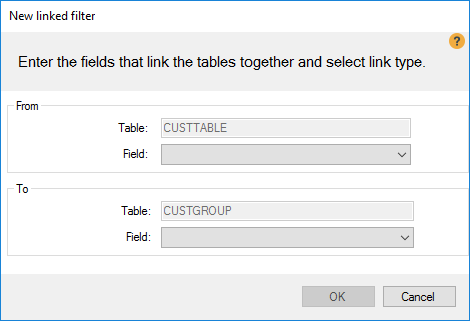 New linked filter
?
Enter the fields that link the tables together and select link type.
From
Table: CUSTTABLE
Field:
To
Table: CUSTGROUP
Field:
OK Cancel